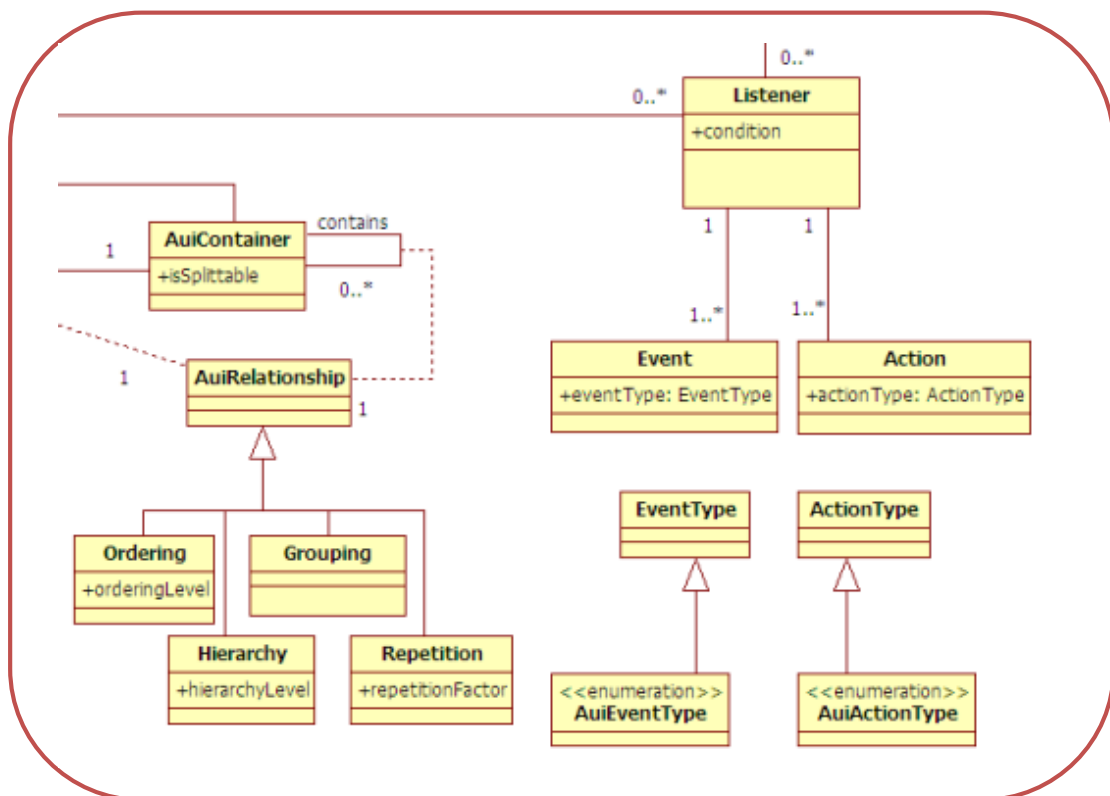 0..*
0..*
Listener
+condition
contains
AuiContainer
+isSplittable
1
0..*
1
1
1..*
1..*
Event
+eventType: EventType
Action
+actionType: ActionType
AuiRelationship
1
1
EventType
ActionType
Ordering
+orderingLevel
Grouping
Hierarchy
+hierarchyLevel
Repetition
+repetitionFactor
<<enumeration>>
AuiEventType
<<enumeration>>
AuiActionType